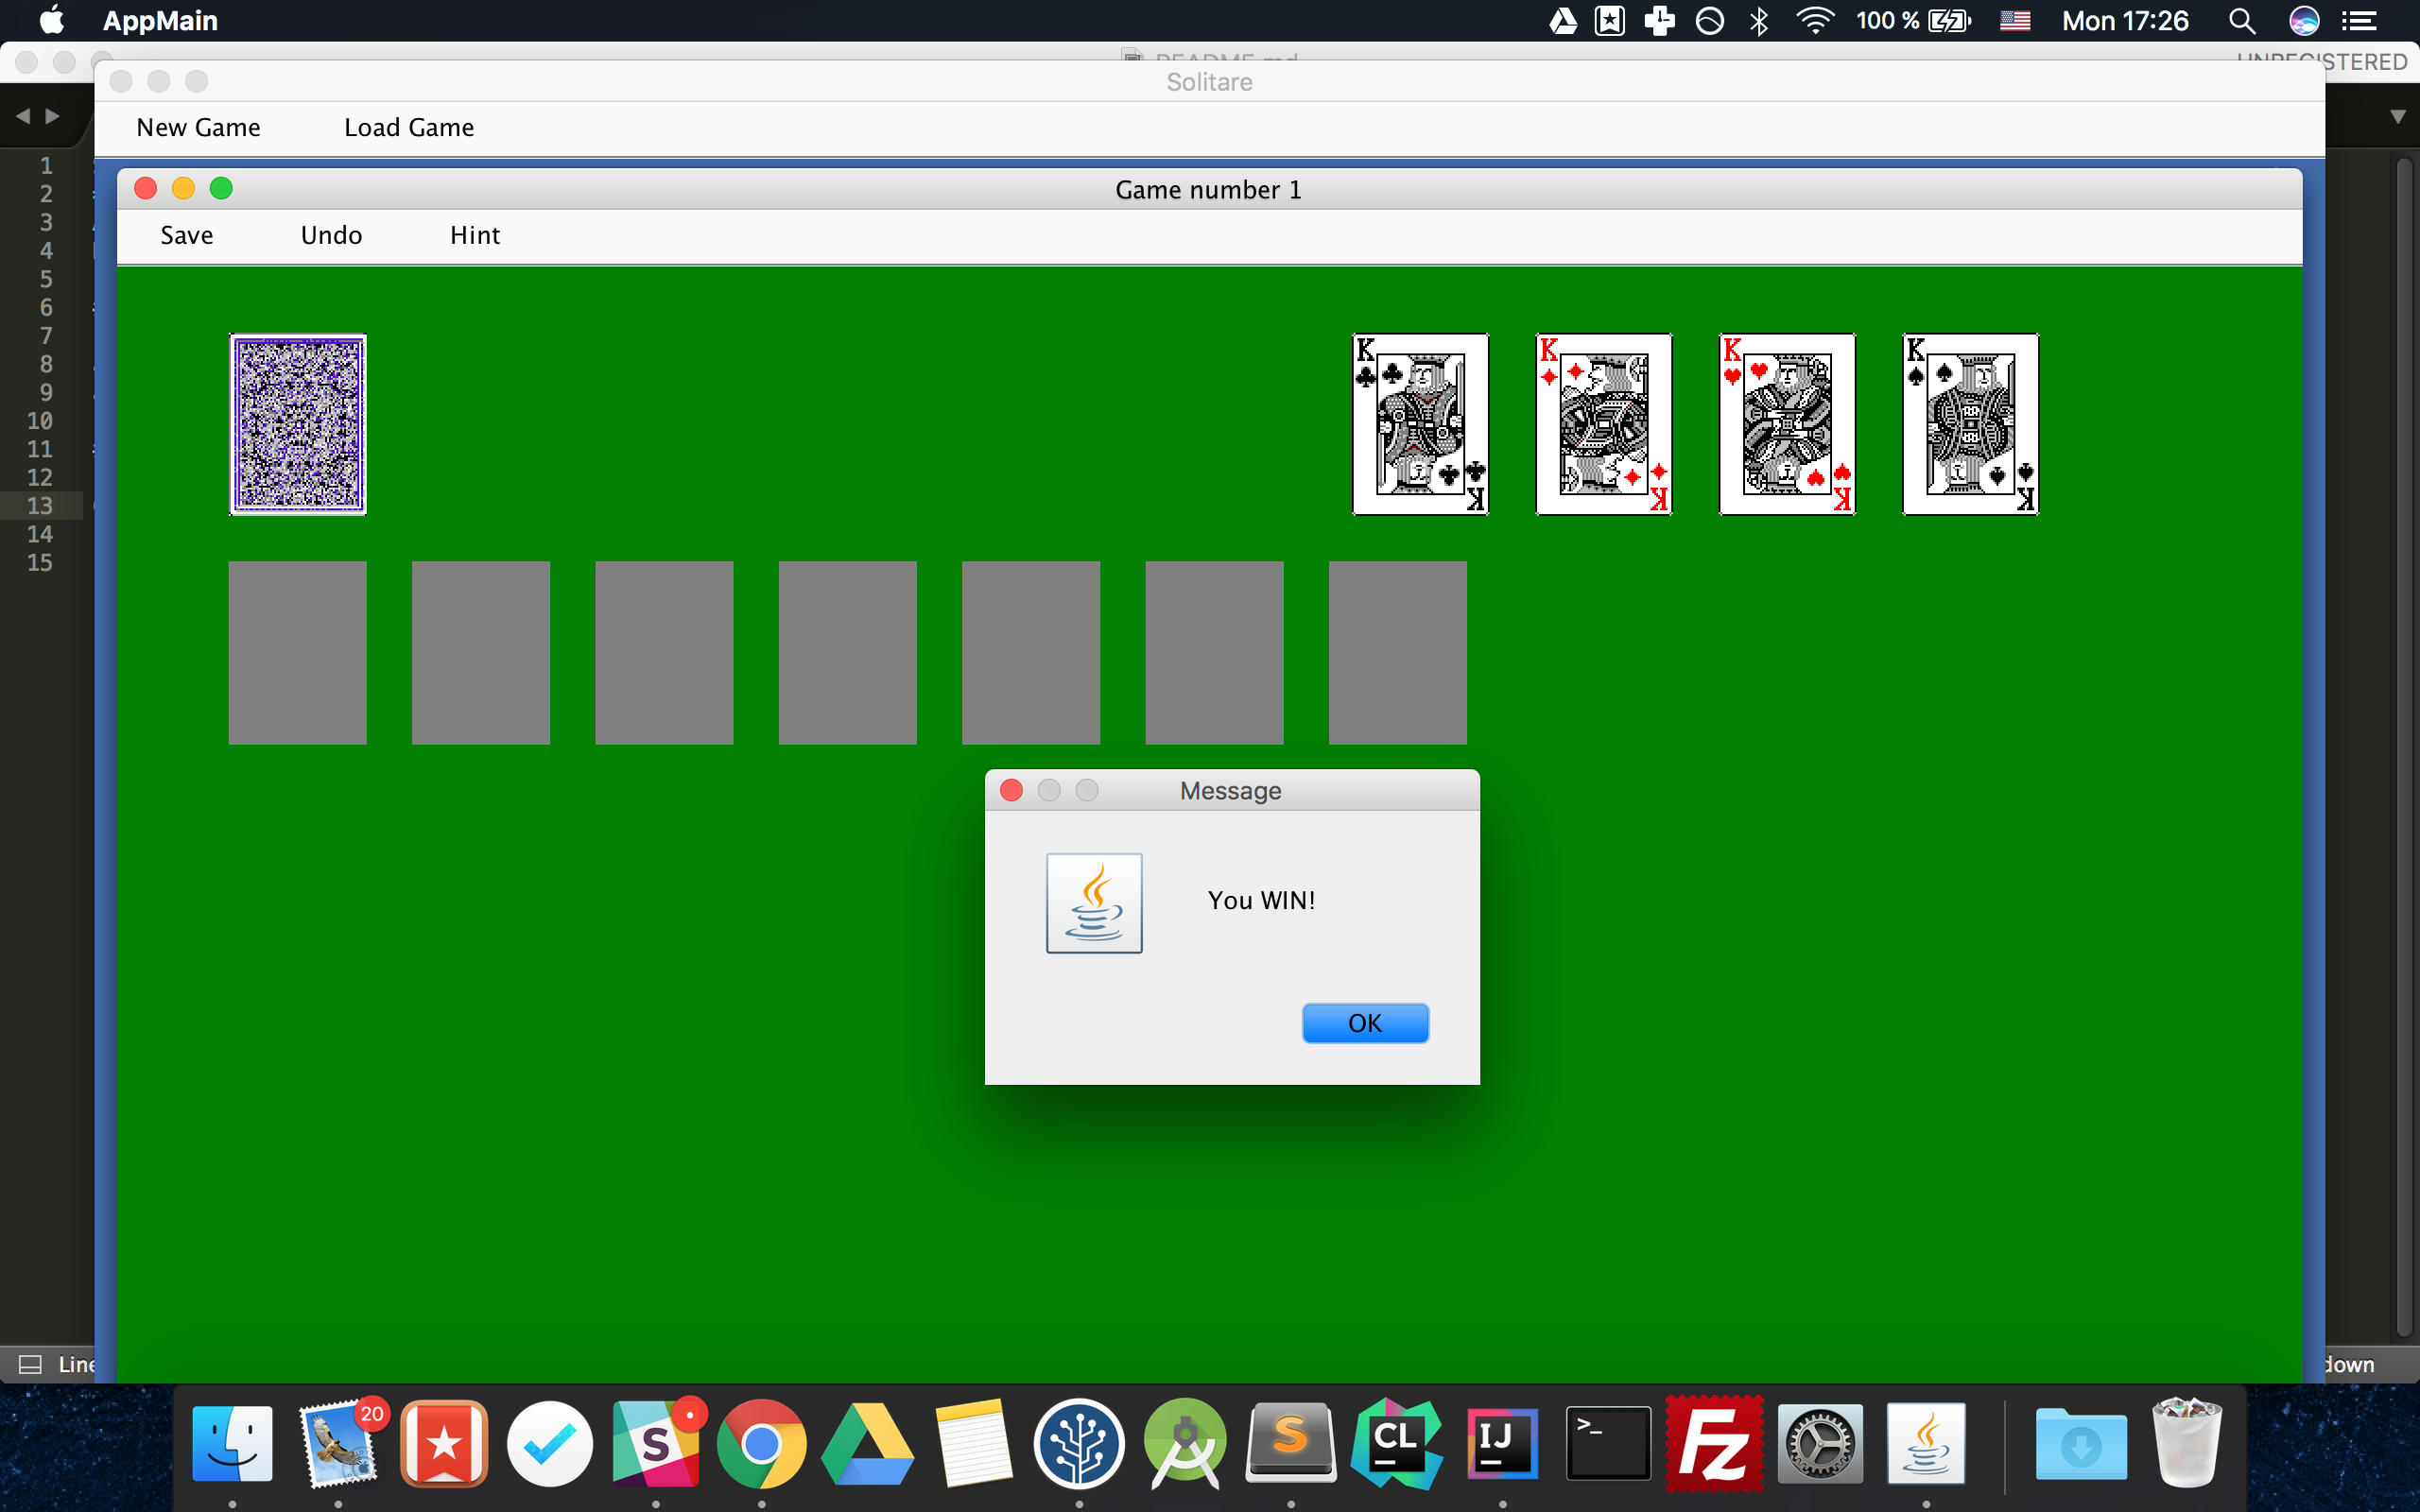 AppMain
100 %
Mon 17:26
README.md
UNREGISTERED
Solitare
New Game
Load Game
Game number 1
Save
Undo
Hint
1
2
3
4
5
6
7
8
9
10
11
12
13
14
15
K
K
K
K
K
K
K
K
Message
You WIN!
OK
Line
down
20
S
S
CL
IJ
>_
Fz